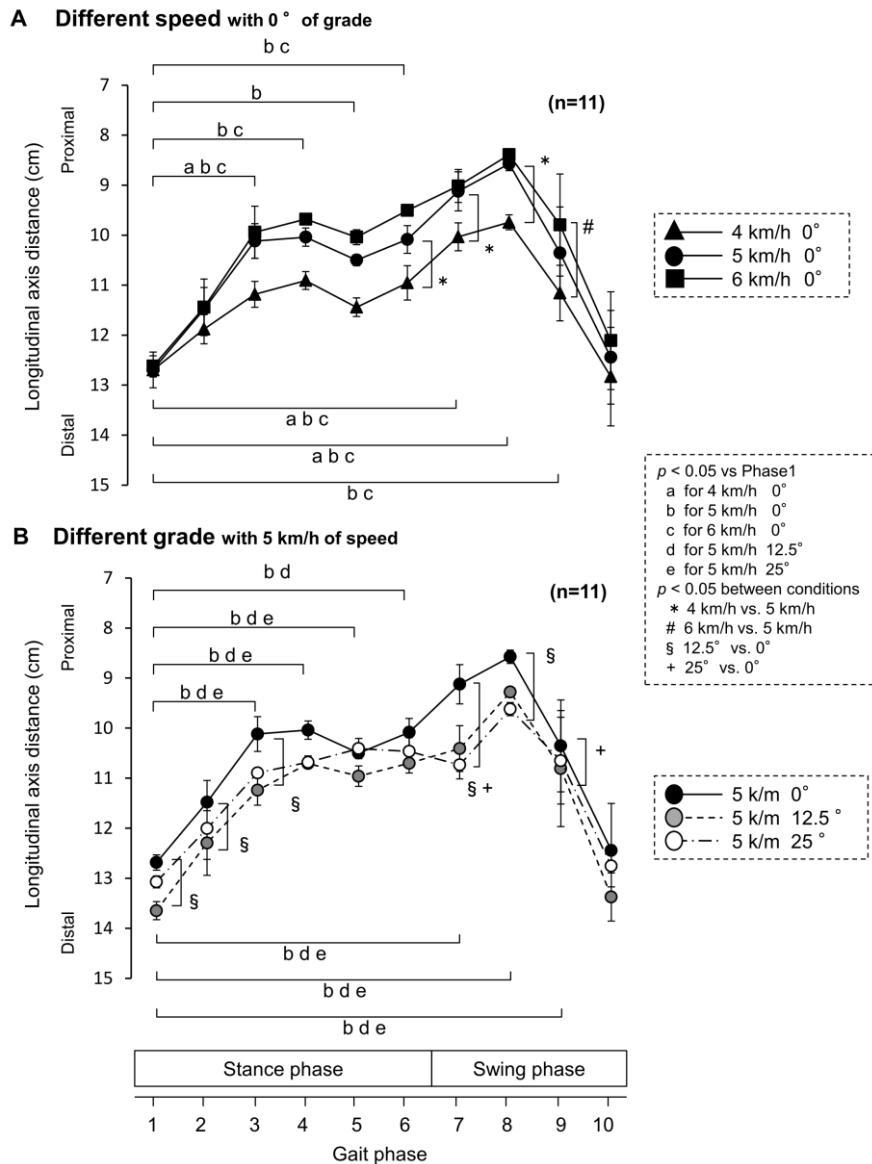 A Different speed with 0 ° of grade
b c
b
b c
a b c
(n=11)
7
8
9
10
11
12
13
14
15
Proximal
Distal
Longitudinal axis distance (cm)
*
*
*
#
a b c
a b c
b c
4 km/h 0°
5 km/h 0°
6 km/h 0°
p < 0.05 vs Phase1
a for 4 km/h 0°
b for 5 km/h 0°
c for 6 km/h 0°
d for 5 km/h 12.5°
e for 5 km/h 25°
p < 0.05 between conditions
* 4 km/h vs. 5 km/h
# 6 km/h vs. 5 km/h
§ 12.5° vs. 0°
+ 25° vs. 0°
B Different grade with 5 km/h of speed
b d
b d e
b d e
b d e
(n=11)
7
8
9
10
11
12
13
14
15
Proximal
Distal
Longitudinal axis distance (cm)
§
§
§
§ +
§
+
b d e
b d e
b d e
5 k/m 0°
5 k/m 12.5 °
5 k/m 25°
Stance phase Swing phase
1 2 3 4 5 6 7 8 9 10
Gait phase